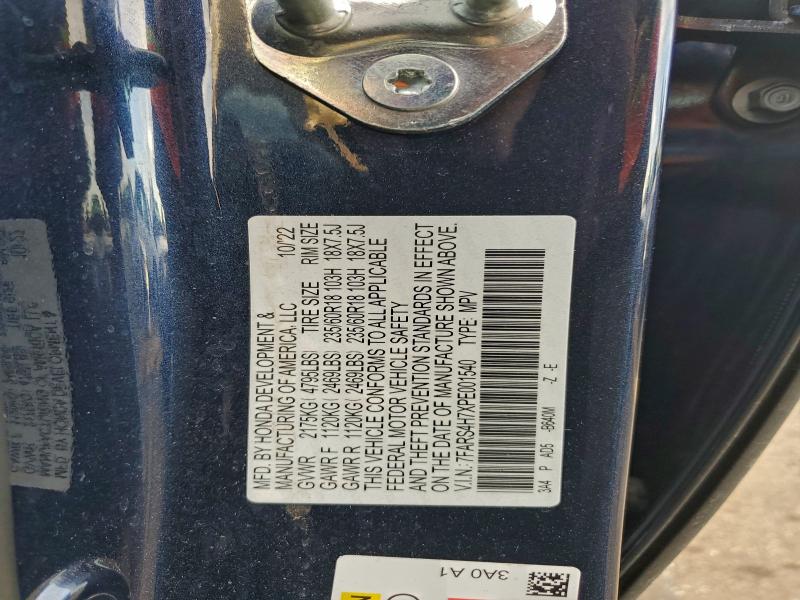 MFD. BY HONDA DEVELOPMENT &
MANUFACTURING OF AMERICA, LLC 10/22
GVWR 2175KG( 4795LBS) TIRE SIZE RIM SIZE
GAWR F 1120KG( 2469LBS) 235/60R18 103H 18X7.5J
GAWR R 1120KG( 2469LBS) 235/60R18 103H 18X7.5J
THIS VEHICLE CONFORMS TO ALL APPLICABLE
FEDERAL MOTOR VEHICLE SAFETY
AND THEFT PREVENTION STANDARDS IN EFFECT
ON THE DATE OF MANUFACTURE SHOWN ABOVE.
V.I.N.: 7FARS4H7XPE001540 TYPE: MPV
3A4 P AD5 -B640M -Z -E
3A0 A1